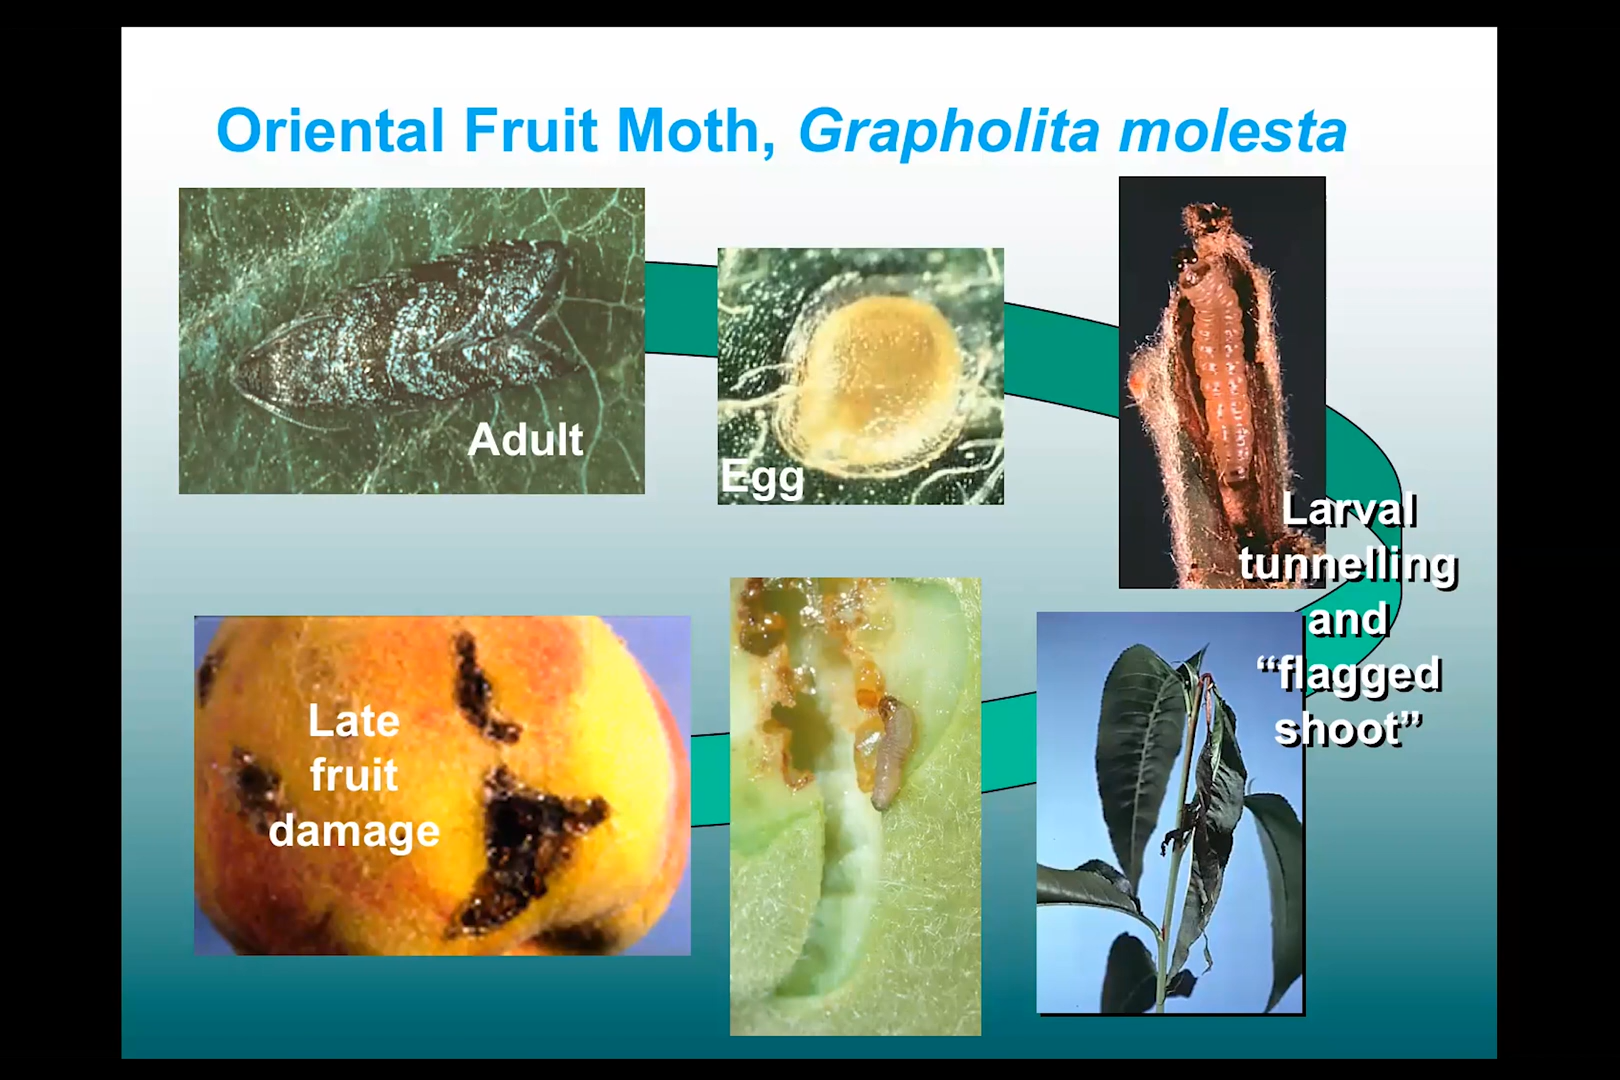 Oriental Fruit Moth, Grapholita molesta
Adult
Egg
Larval
tunnelling
and
“flagged
shoot”
Late
fruit
damage